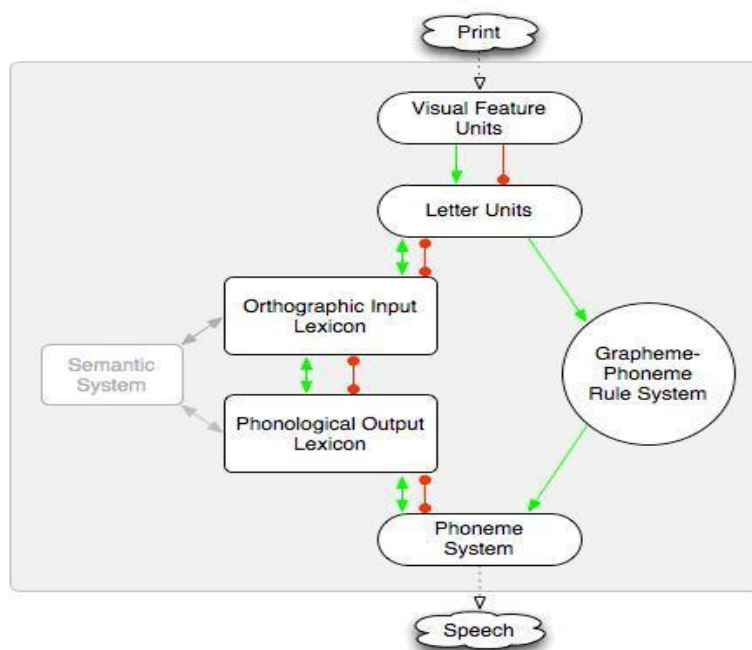 Print
Visual Feature
Units
Letter Units
Orthographic Input
Lexicon
Semantic
System
Grapheme-
Phoneme
Rule System
Phonological Output
Lexicon
Phoneme
System
Speech